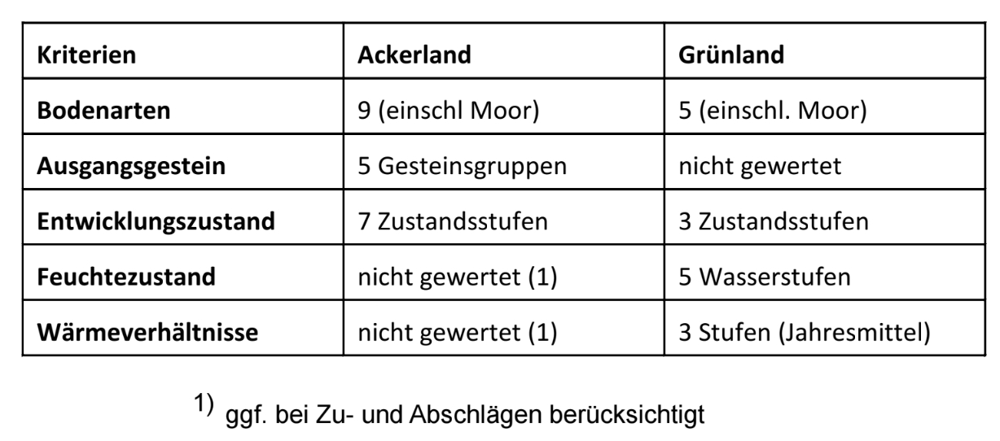 Kriterien Ackerland Grünland
Bodenarten 9 (einschl Moor) 5 (einschl. Moor)
Ausgangsgestein 5 Gesteinsgruppen nicht gewertet
Entwicklungszustand 7 Zustandsstufen 3 Zustandsstufen
Feuchtezustand nicht gewertet (1) 5 Wasserstufen
Wärmeverhältnisse nicht gewertet (1) 3 Stufen (Jahresmittel)
1) ggf. bei Zu- und Abschlägen berücksichtigt